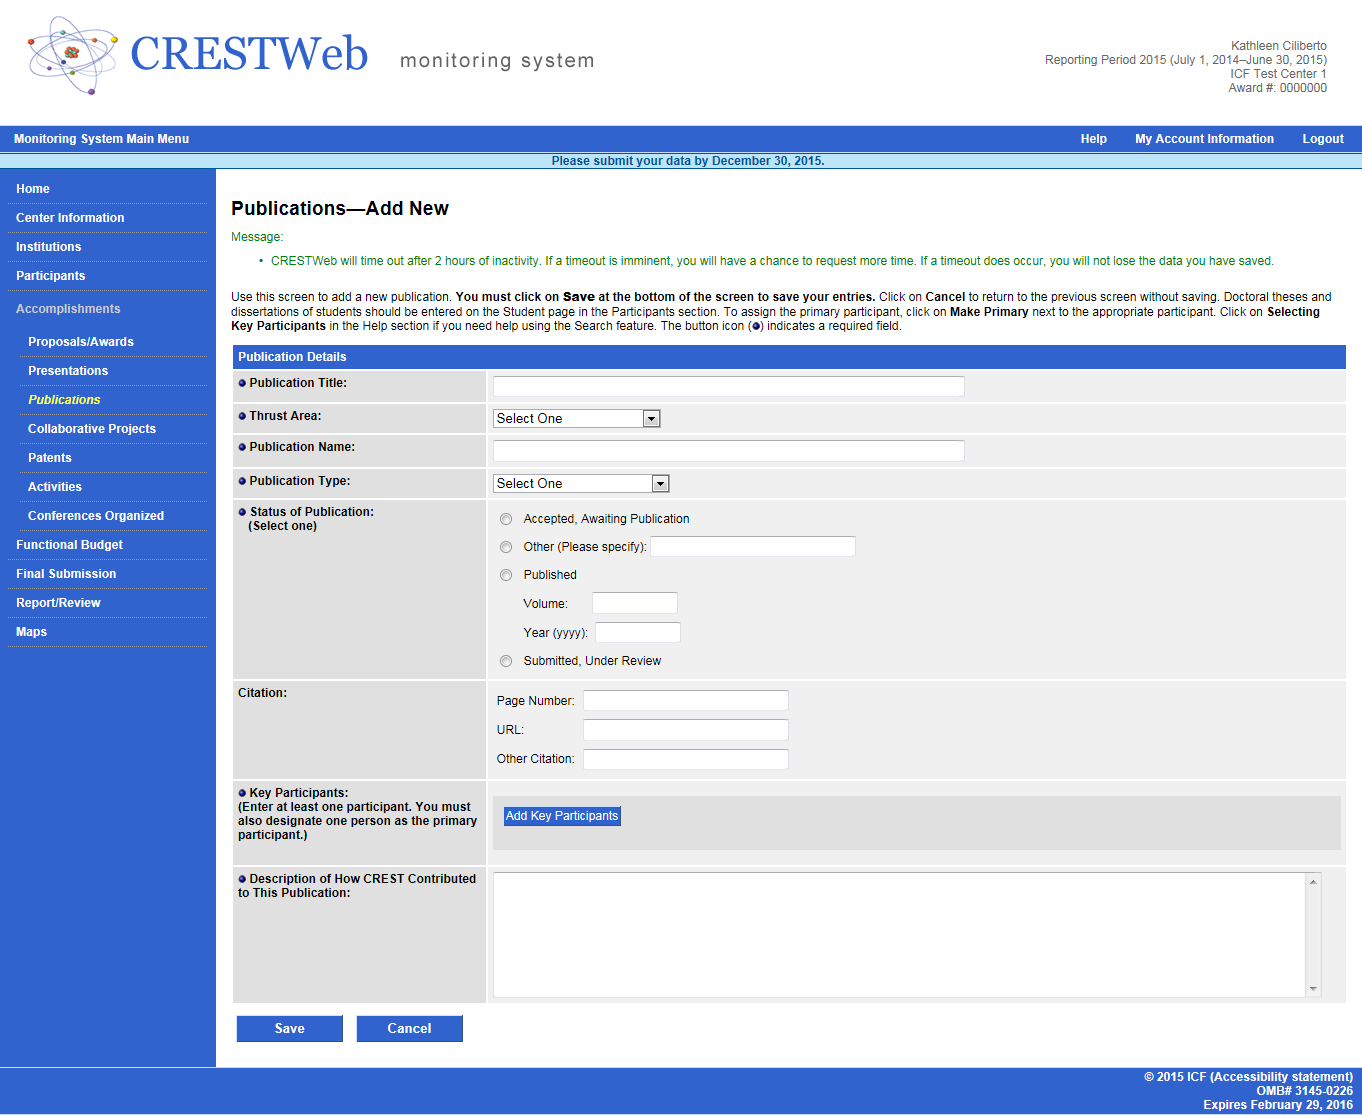 CRESTWeb monitoring system
Kathleen Ciliberto
Reporting Period 2015 (July 1, 2014–June 30, 2015)
ICF Test Center 1
Award #: 0000000
Monitoring System Main Menu
Help My Account Information Logout
Please submit your data by December 30, 2015.
Home
Center Information
Institutions
Participants
Accomplishments
Proposals/Awards
Presentations
Publications
Collaborative Projects
Patents
Activities
Conferences Organized
Functional Budget
Final Submission
Report/Review
Maps
Publications—Add New
Message:
• CRESTWeb will time out after 2 hours of inactivity. If a timeout is imminent, you will have a chance to request more time. If a timeout does occur, you will not lose the data you have saved.
Use this screen to add a new publication. You must click on Save at the bottom of the screen to save your entries. Click on Cancel to return to the previous screen without saving. Doctoral theses and
dissertations of students should be entered on the Student page in the Participants section. To assign the primary participant, click on Make Primary next to the appropriate participant. Click on Selecting
Key Participants in the Help section if you need help using the Search feature. The button icon ( ) indicates a required field.
Publication Details
Publication Title:
Thrust Area:
Select One
Publication Name:
Publication Type:
Select One
Status of Publication:
(Select one)
Accepted, Awaiting Publication
Other (Please specify):
Published
Volume:
Year (yyyy):
Submitted, Under Review
Citation:
Page Number:
URL:
Other Citation:
Key Participants:
(Enter at least one participant. You must
also designate one person as the primary
participant.)
Add Key Participants
Description of How CREST Contributed
to This Publication:
Save Cancel
© 2015 ICF (Accessibility statement)
OMB# 3145-0226
Expires February 29, 2016